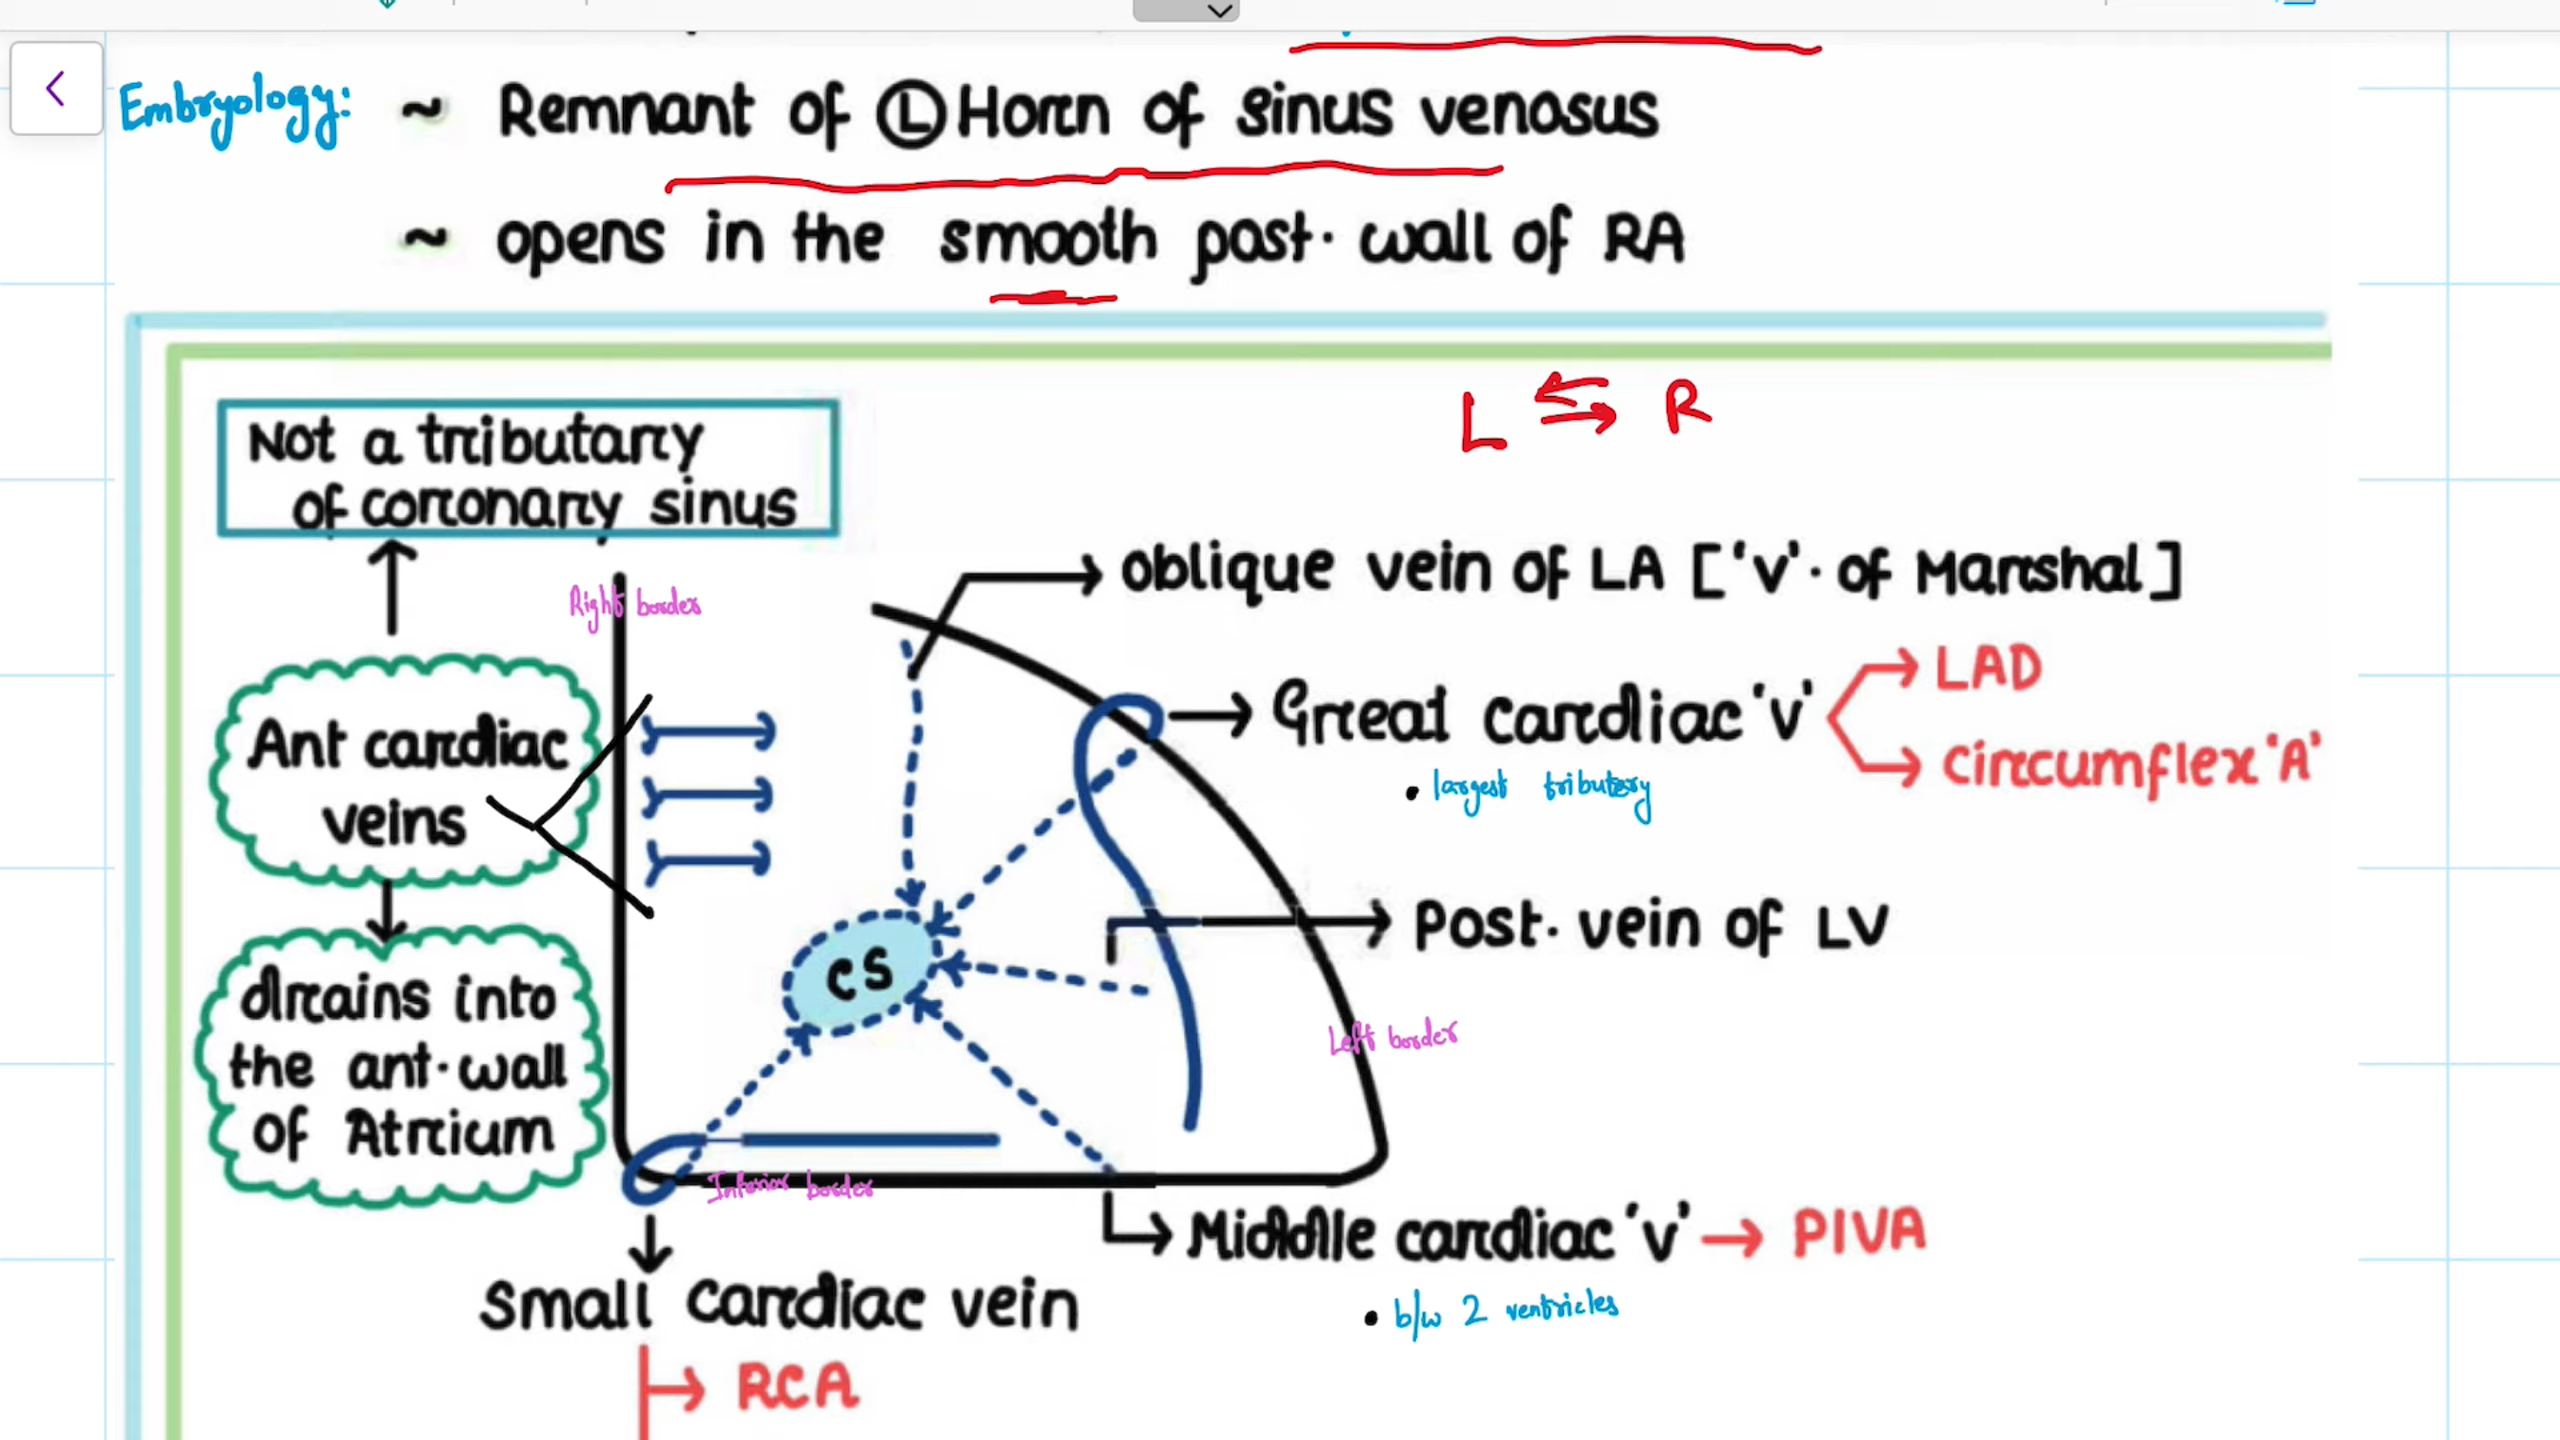 Embryology: ~ Remnant of Ⓛ Horn of sinus venosus
~ opens in the smooth post. wall of RA
L ⇆ R
Not a tributary
of coronary sinus
Right border
oblique vein of LA ['v'. of Marshal]
Great cardiac 'v'
LAD
circumflex 'A'
• largest tributary
Ant cardiac
veins
Post. vein of LV
CS
drains into
the ant. wall
of Atrium
Left border
Inferior border
Middle cardiac 'v' → PIVA
• b/w 2 ventricles
Small cardiac vein
RCA